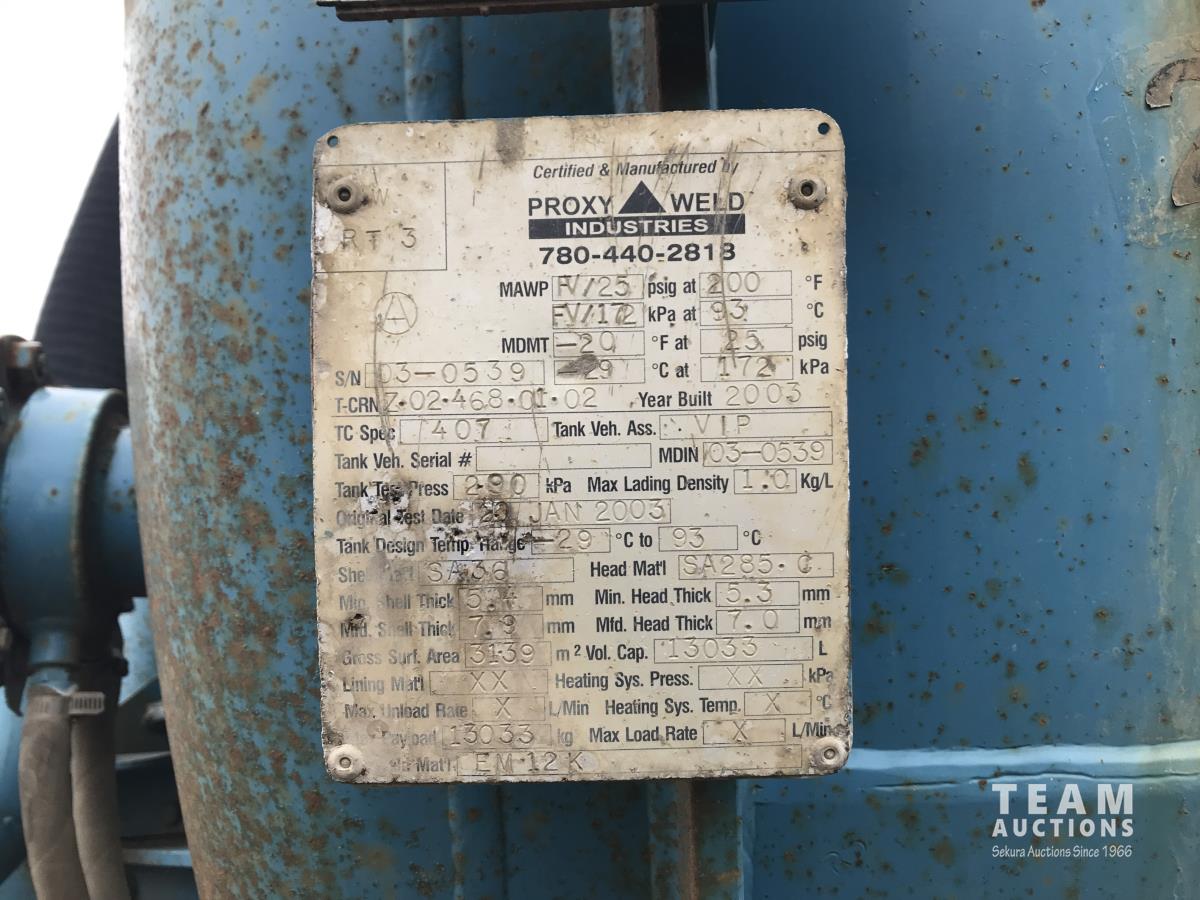 Certified & Manufactured by
W
RT 3
PROXY WELD
INDUSTRIES
780-440-2818
MAWP FV/25 psig at 200 °F
FV/172 kPa at 93 °C
A
MDMT -20 °F at 25 psig
S/N 03-0539 -29 °C at 172 kPa
T-CRN Z·02·468·01·02 Year Built 2003
TC Spec 407 Tank Veh. Ass. VIP
Tank Veh. Serial # MDIN 03-0539
Tank Test Press 290 kPa Max Lading Density 1.0 Kg/L
Original Test Date JAN 2003
Tank Design Temp. Range -29 °C to 93 °C
Shell Mat'l SA36 Head Mat'l SA285·C
Min. Shell Thick 5.4 mm Min. Head Thick 5.3 mm
Mfd. Shell Thick 7.9 mm Mfd. Head Thick 7.0 mm
Gross Surf. Area 3139 m² Vol. Cap. 13033 L
Lining Mat'l XX Heating Sys. Press. XX kPa
Max. Unload Rate X L/Min Heating Sys. Temp. X °C
Payload 13033 kg Max Load Rate X L/Min
Mat'l EM12K
2
TEAM
AUCTIONS
Sekura Auctions Since 1966